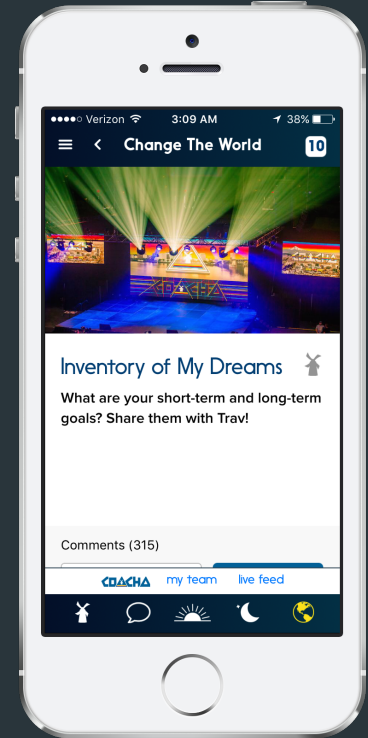 Verizon 3:09 AM 38%
Change The World 10
COACHA
Inventory of My Dreams
What are your short-term and long-term
goals? Share them with Trav!
Comments (315)
COACHA my team live feed